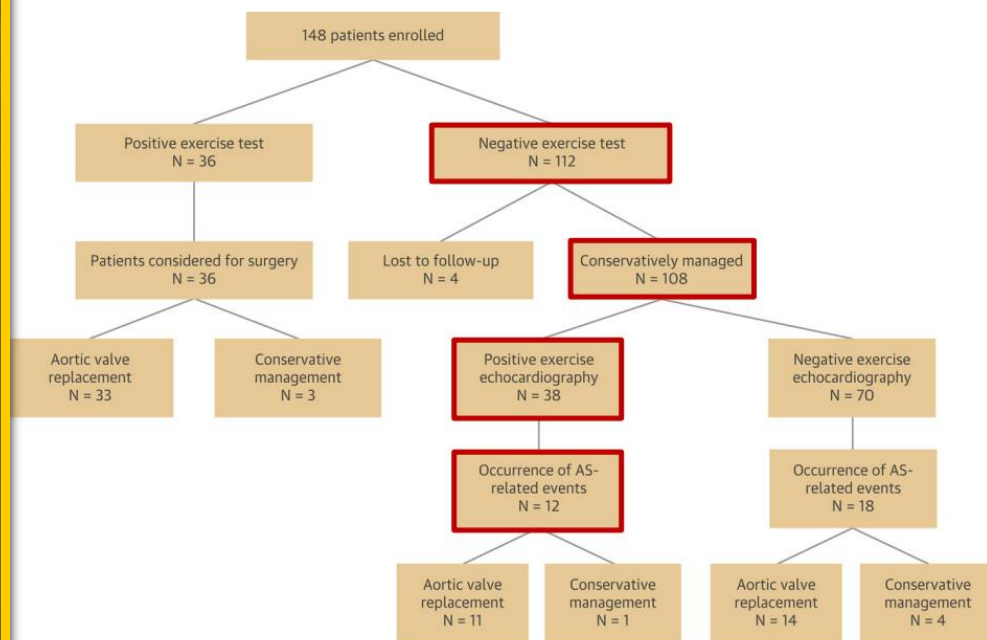 148 patients enrolled
Positive exercise test
N = 36
Negative exercise test
N = 112
Patients considered for surgery
N = 36
Lost to follow-up
N = 4
Conservatively managed
N = 108
Aortic valve
replacement
N = 33
Conservative
management
N = 3
Positive exercise
echocardiography
N = 38
Negative exercise
echocardiography
N = 70
Occurrence of AS-
related events
N = 12
Occurrence of AS-
related events
N = 18
Aortic valve
replacement
N = 11
Conservative
management
N = 1
Aortic valve
replacement
N = 14
Conservative
management
N = 4